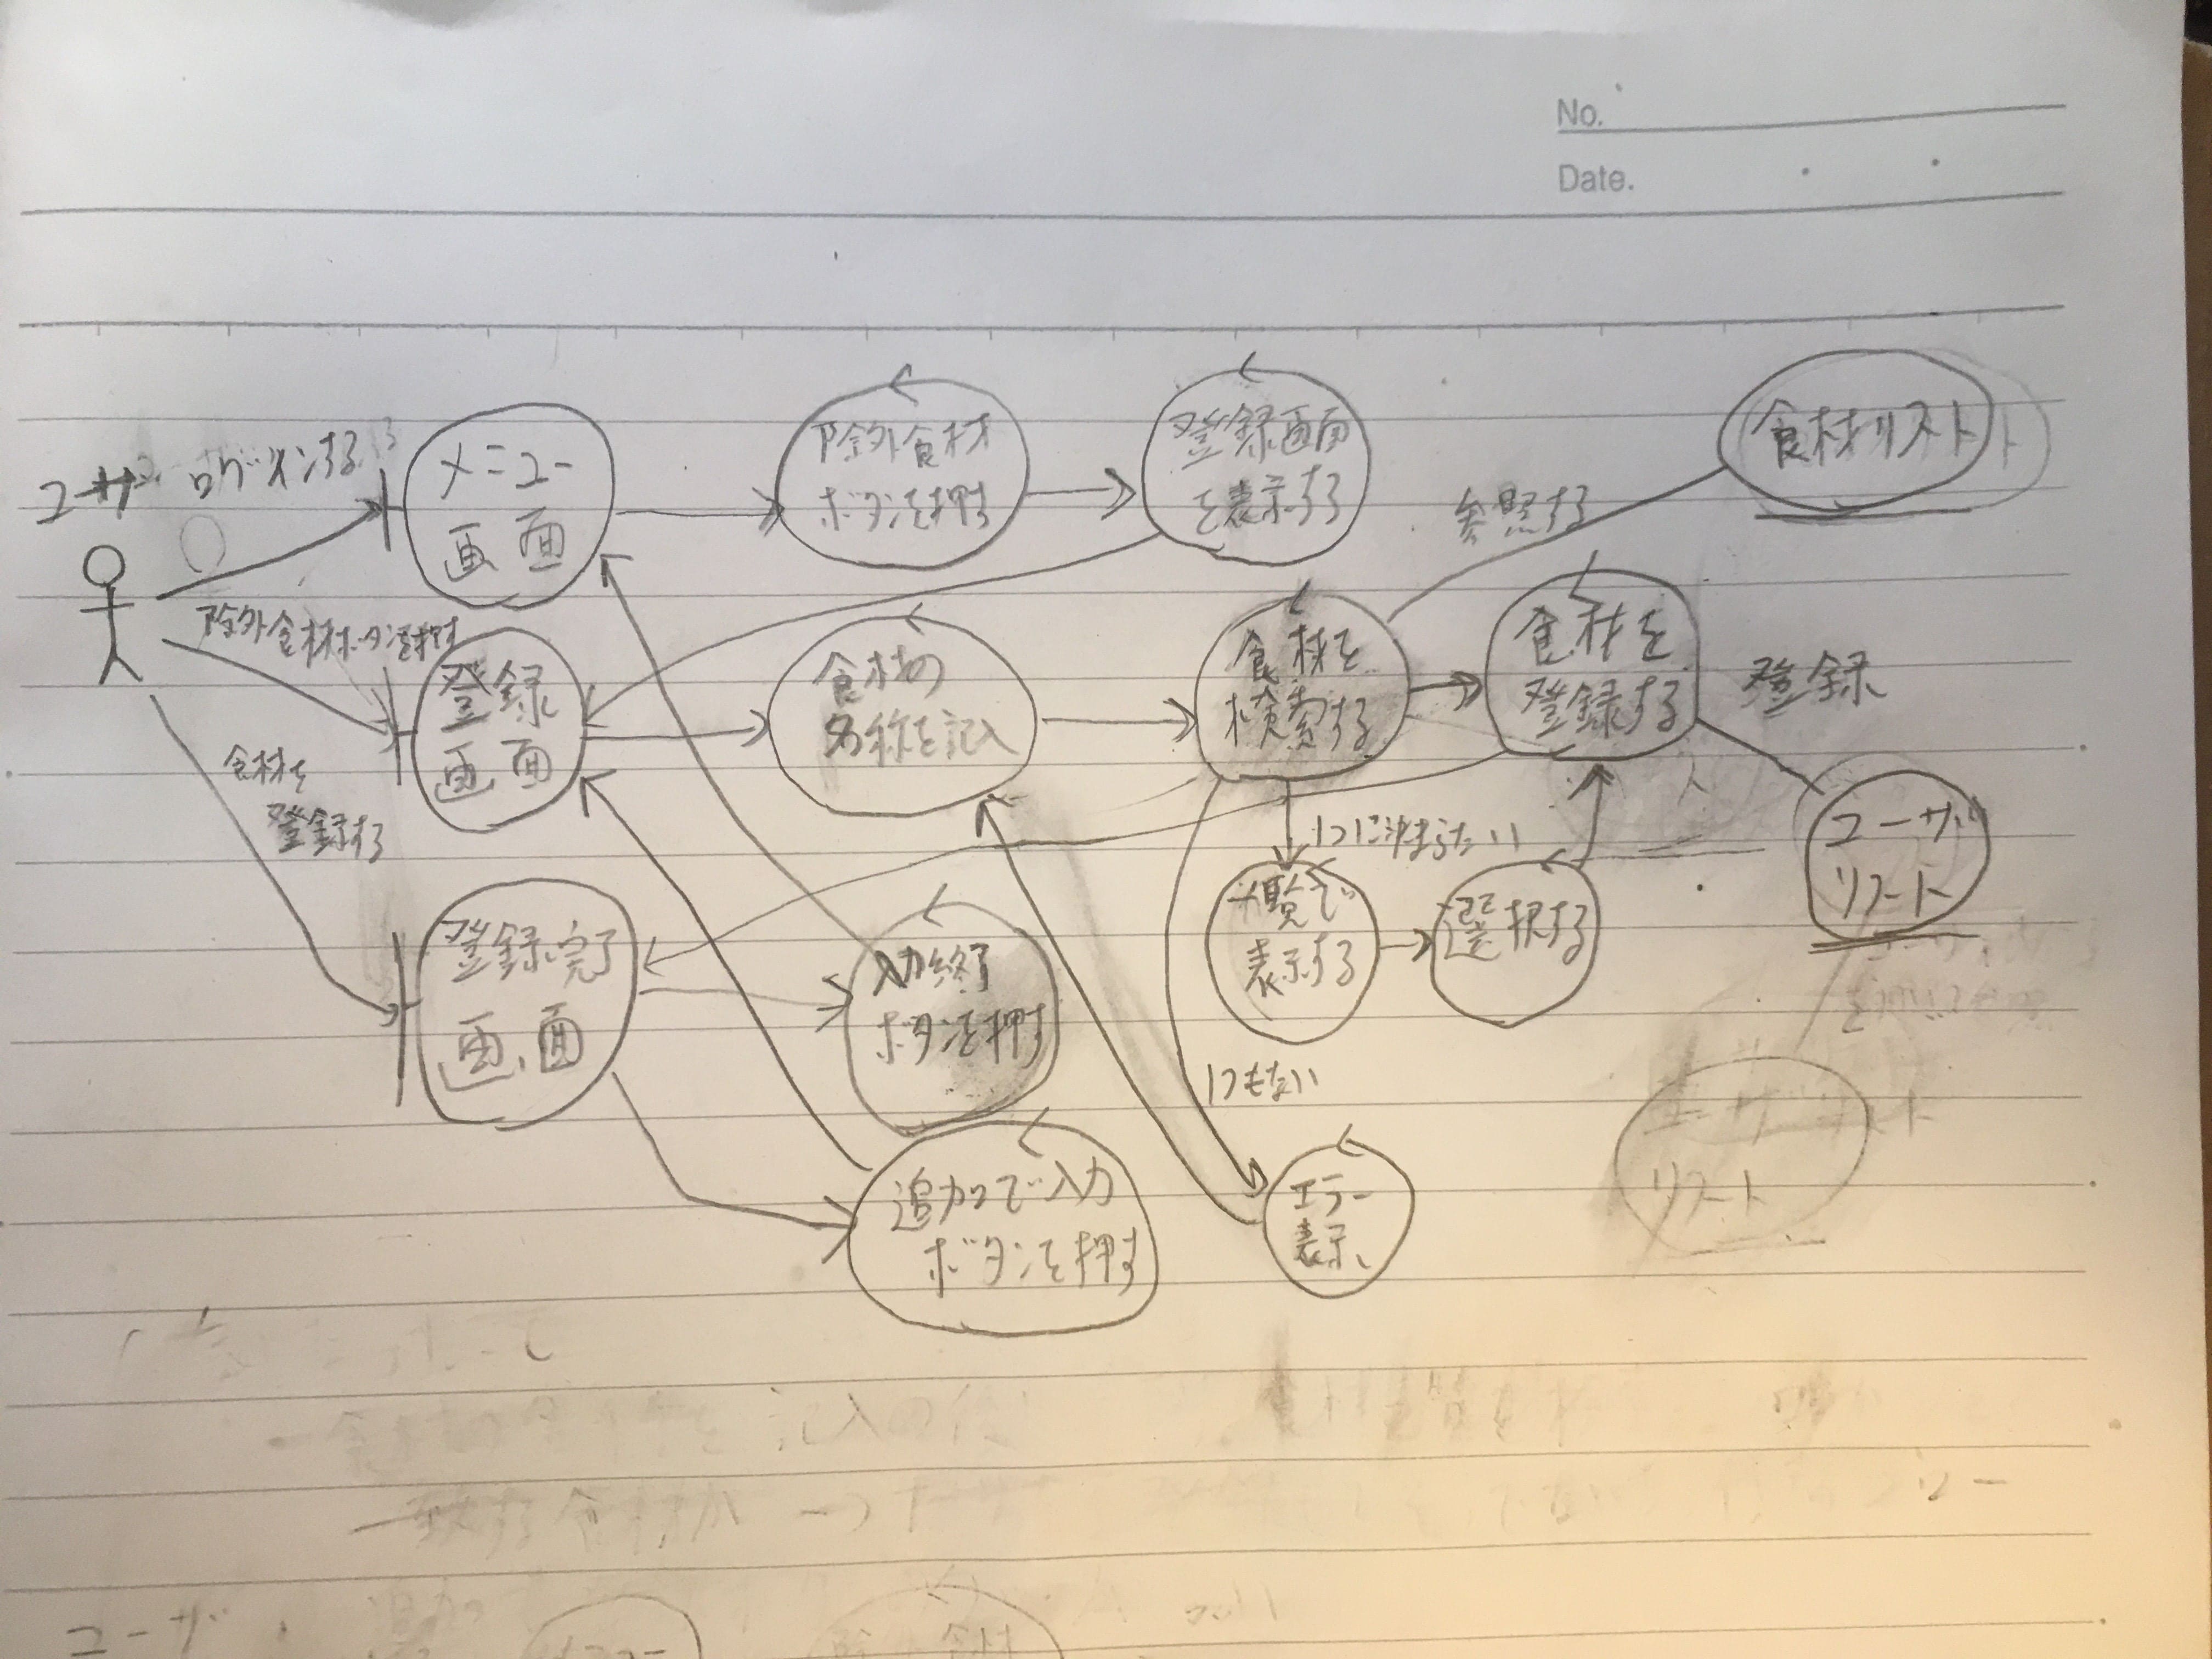 No.
Date.
ユーザ
ログインする
メニュー
画面
除外食材
ボタンを押す
登録画面
を表示する
参照する
食材リスト
除外食材ボタンを押す
登録
画面
食材の
名称を記入
食材を
検索する
食材を
登録する
登録
ユーザ
リスート
食材を
登録する
1つに決まらない
一覧で
表示する
選択する
登録完了
画面
入力終了
ボタンを押す
1つもない
追加で入力
ボタンを押す
エラー
表示
ユーザ